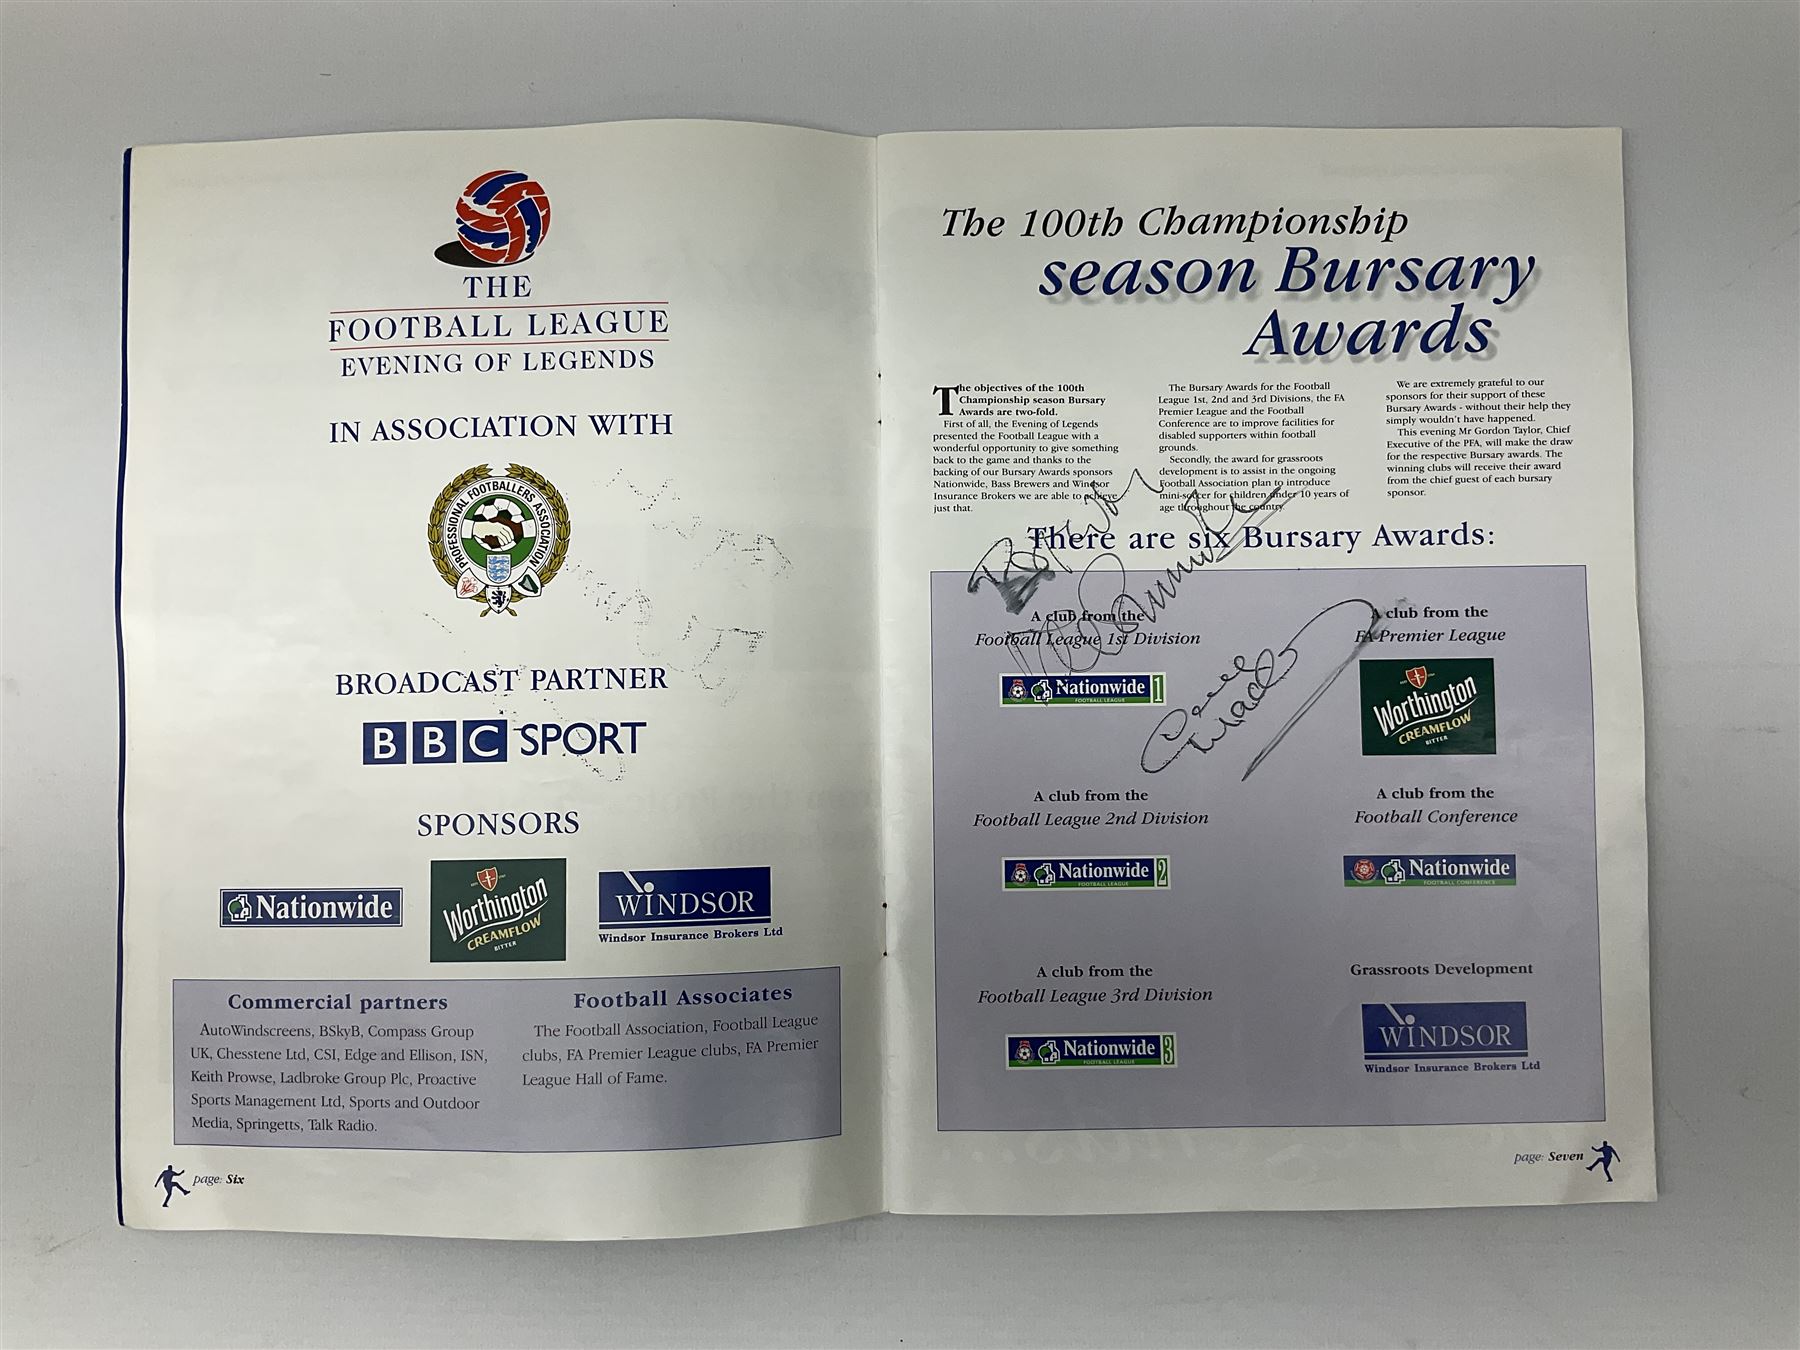 THE
FOOTBALL LEAGUE
EVENING OF LEGENDS
IN ASSOCIATION WITH
PROFESSIONAL FOOTBALLERS ASSOCIATION
BROADCAST PARTNER
BBC SPORT
SPONSORS
Nationwide
Worthington
CREAMFLOW
BITTER
WINDSOR
Windsor Insurance Brokers Ltd
Commercial partners
AutoWindscreens, BSkyB, Compass Group
UK, Chesstene Ltd, CSI, Edge and Ellison, ISN,
Keith Prowse, Ladbroke Group Plc, Proactive
Sports Management Ltd, Sports and Outdoor
Media, Springetts, Talk Radio.
Football Associates
The Football Association, Football League
clubs, FA Premier League clubs, FA Premier
League Hall of Fame.
page: Six
The 100th Championship
season Bursary
Awards
The objectives of the 100th
Championship season Bursary
Awards are two-fold.
First of all, the Evening of Legends
presented the Football League with a
wonderful opportunity to give something
back to the game and thanks to the
backing of our Bursary Awards sponsors
Nationwide, Bass Brewers and Windsor
Insurance Brokers we are able to achieve
just that.
The Bursary Awards for the Football
League 1st, 2nd and 3rd Divisions, the FA
Premier League and the Football
Conference are to improve facilities for
disabled supporters within football
grounds.
Secondly, the award for grassroots
development is to assist in the ongoing
Football Association plan to introduce
mini-soccer for children under 10 years of
age throughout the country.
We are extremely grateful to our
sponsors for their support of these
Bursary Awards - without their help they
simply wouldn't have happened.
This evening Mr Gordon Taylor, Chief
Executive of the PFA, will make the draw
for the respective Bursary awards. The
winning clubs will receive their award
from the chief guest of each bursary
sponsor.
There are six Bursary Awards:
A club from the
Football League 1st Division
Nationwide 1
FOOTBALL LEAGUE
A club from the
FA Premier League
Worthington
CREAMFLOW
BITTER
A club from the
Football League 2nd Division
Nationwide 2
FOOTBALL LEAGUE
A club from the
Football Conference
Nationwide
FOOTBALL CONFERENCE
A club from the
Football League 3rd Division
Nationwide 3
FOOTBALL LEAGUE
Grassroots Development
WINDSOR
Windsor Insurance Brokers Ltd
page: Seven